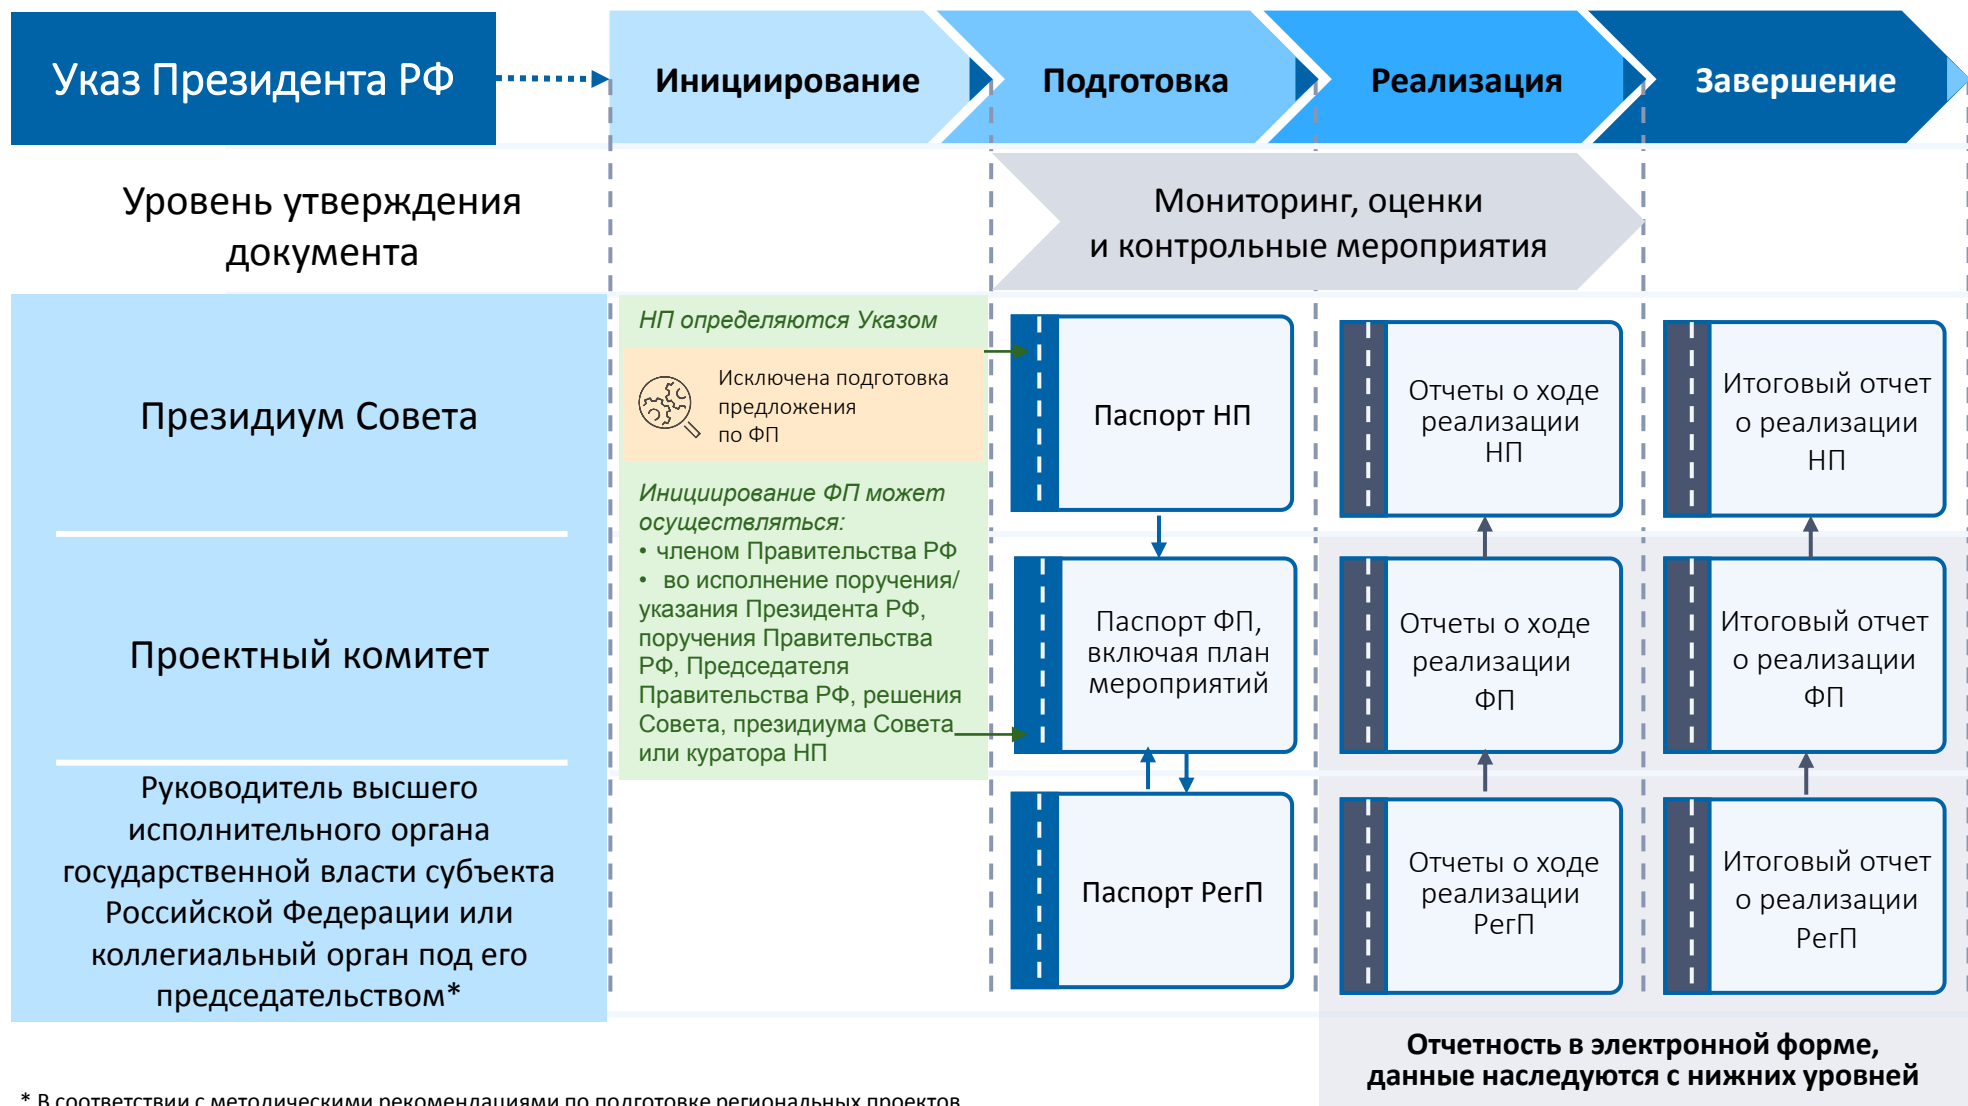 Указ Президента РФ
Инициирование
Подготовка
Реализация
Завершение
Уровень утверждения
документа
Мониторинг, оценки
и контрольные мероприятия
Президиум Совета
Проектный комитет
Руководитель высшего
исполнительного органа
государственной власти субъекта
Российской Федерации или
коллегиальный орган под его
председательством*
НП определяются Указом
Исключена подготовка
предложения
по ФП
Инициирование ФП может
осуществляться:
• членом Правительства РФ
• во исполнение поручения/
указания Президента РФ,
поручения Правительства
РФ, Председателя
Правительства РФ, решения
Совета, президиума Совета
или куратора НП
Паспорт НП
Паспорт ФП,
включая план
мероприятий
Паспорт РегП
Отчеты о ходе
реализации
НП
Отчеты о ходе
реализации
ФП
Отчеты о ходе
реализации
РегП
Итоговый отчет
о реализации
НП
Итоговый отчет
о реализации
ФП
Итоговый отчет
о реализации
РегП
Отчетность в электронной форме,
данные наследуются с нижних уровней
* В соответствии с методическими рекомендациями по подготовке региональных проектов